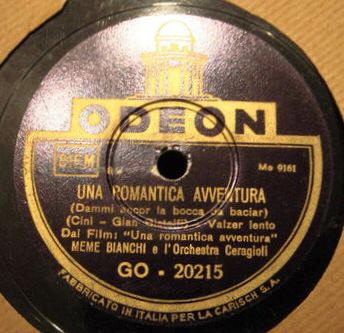 ODEON
Mo 9161
UNA ROMANTICA AVVENTURA
(Dammi ancor la bocca da baciar)
(Cini - Gian - Valzer lento
Dal Film: "Una romantica avventura"
MEME BIANCHI e l'Orchestra Ceragioli
GO • 20215
FABBRICATO IN ITALIA PER LA CARISCH S.A.